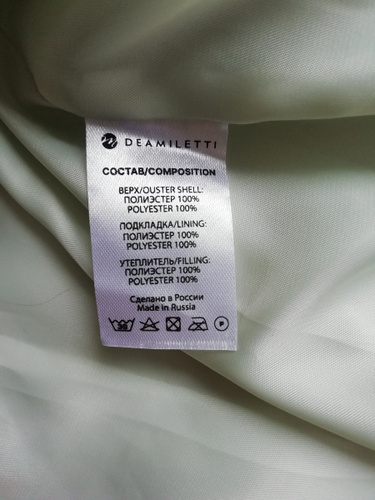 DEAMILETTI
СОСТАВ/COMPOSITION
ВЕРХ/OUSTER SHELL:
ПОЛИЭСТЕР 100%
POLYESTER 100%
ПОДКЛАДКА/LINING:
ПОЛИЭСТЕР 100%
POLYESTER 100%
УТЕПЛИТЕЛЬ/FILLING:
ПОЛИЭСТЕР 100%
POLYESTER 100%
Сделано в России
Made in Russia